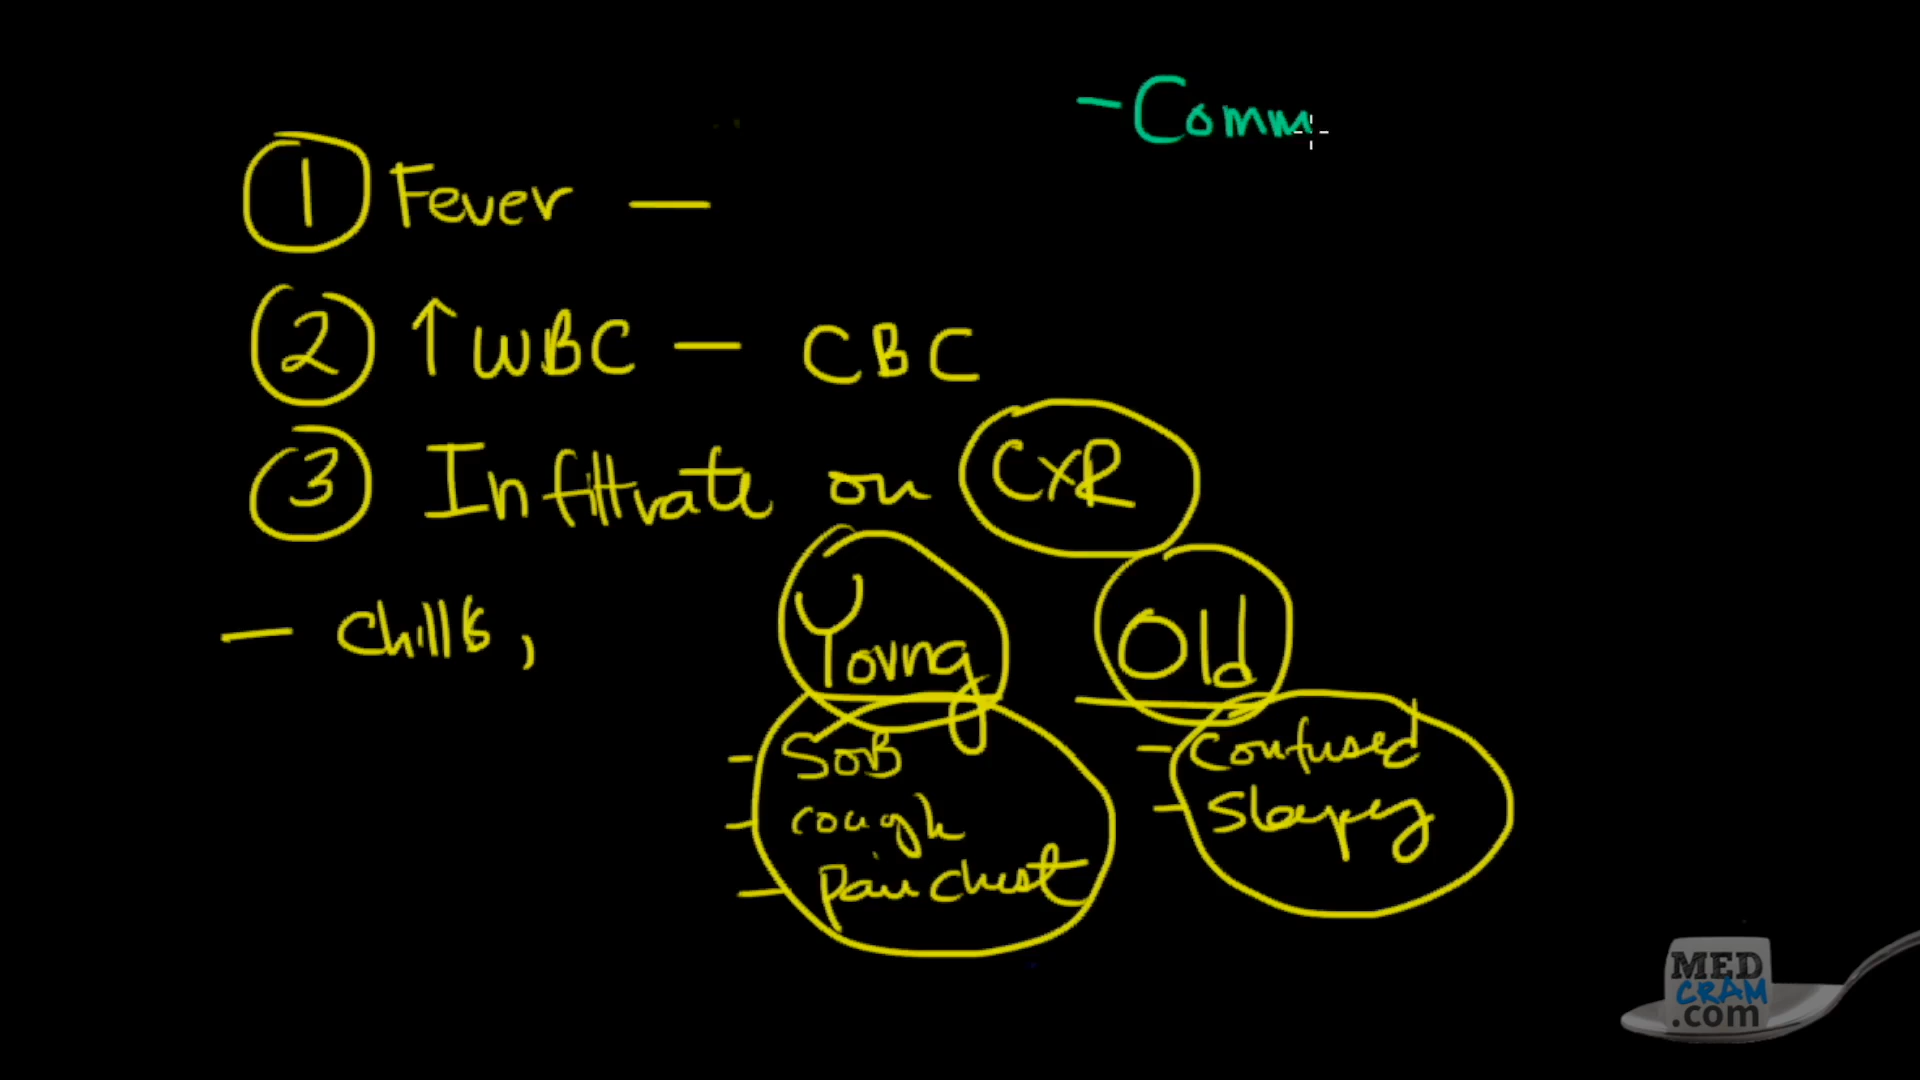 - Comm
① Fever —
② ↑ WBC — CBC
③ Infiltrate on CXR
- Chills,
Young
- SOB
- cough
- pain chest
Old
- Confused
- Sleepy
MED
CRAM
.com